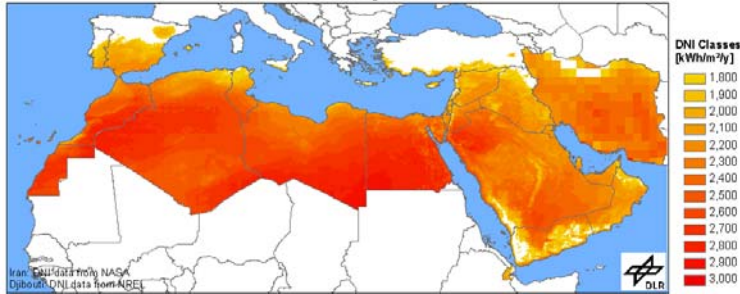 DNI Classes
[kWh/m²/y]
1,800
1,900
2,000
2,100
2,200
2,300
2,400
2,500
2,600
2,700
2,800
2,900
3,000
Iran: DNI data from NASA
Djibouti: DNI data from NREL
DLR